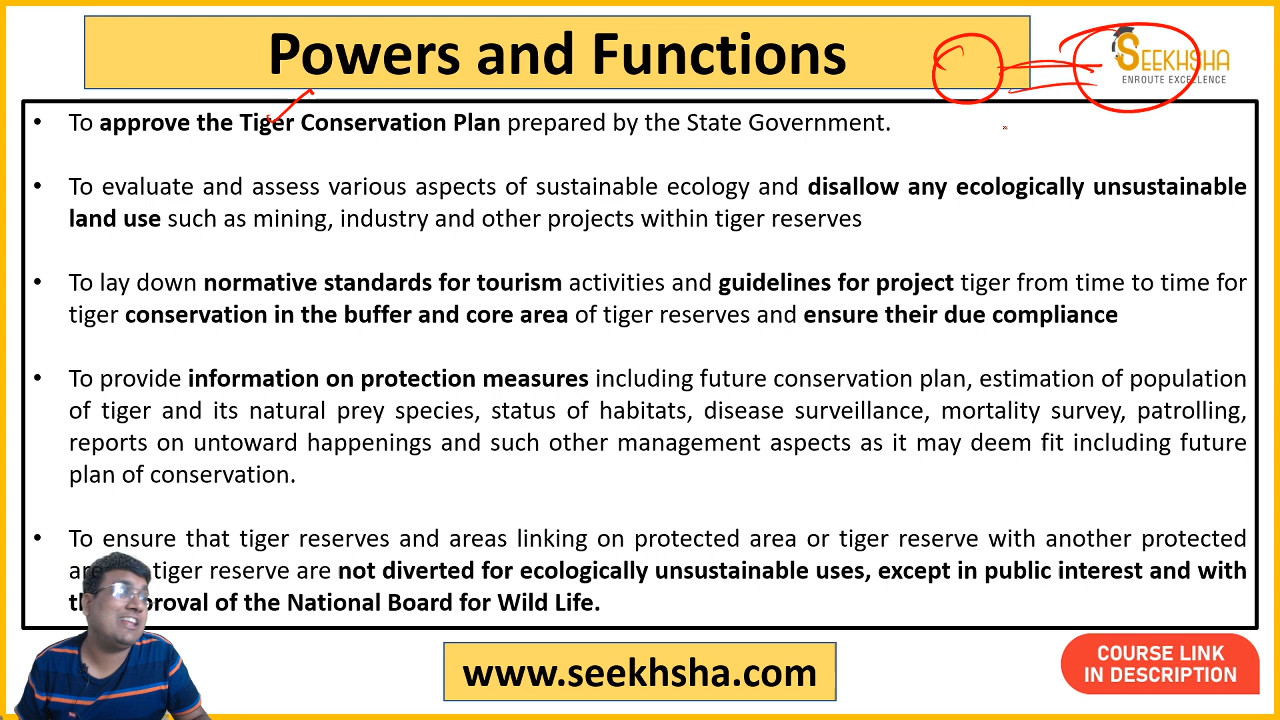 Powers and Functions
SEEKHSHA
ENROUTE EXCELLENCE
• To approve the Tiger Conservation Plan prepared by the State Government.
• To evaluate and assess various aspects of sustainable ecology and disallow any ecologically unsustainable
land use such as mining, industry and other projects within tiger reserves
• To lay down normative standards for tourism activities and guidelines for project tiger from time to time for
tiger conservation in the buffer and core area of tiger reserves and ensure their due compliance
• To provide information on protection measures including future conservation plan, estimation of population
of tiger and its natural prey species, status of habitats, disease surveillance, mortality survey, patrolling,
reports on untoward happenings and such other management aspects as it may deem fit including future
plan of conservation.
• To ensure that tiger reserves and areas linking on protected area or tiger reserve with another protected
tiger reserve are not diverted for ecologically unsustainable uses, except in public interest and with
of the National Board for Wild Life.
www.seekhsha.com
COURSE LINK
IN DESCRIPTION